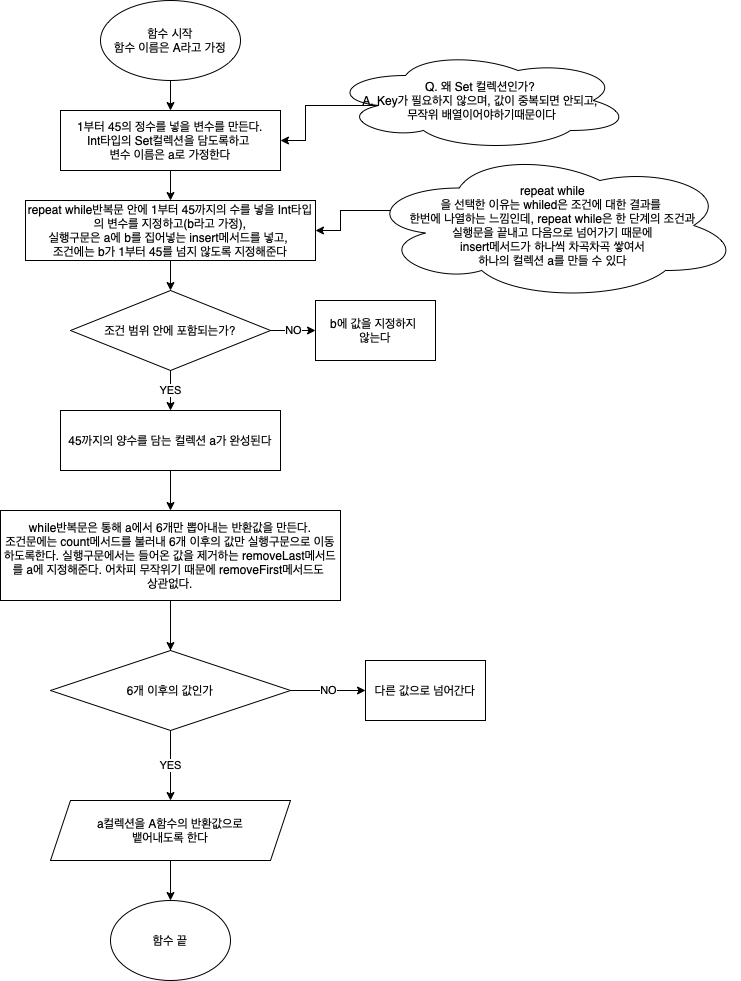 함수 시작
함수 이름은 A라고 가정
Q. 왜 Set 컬렉션인가?
A. Key가 필요하지 않으며, 값이 중복되면 안되고,
무작위 배열이어야하기때문이다
1부터 45의 정수를 넣을 변수를 만든다.
Int타입의 Set컬렉션을 담도록하고
변수 이름은 a로 가정한다
repeat while
을 선택한 이유는 whiled은 조건에 대한 결과를
한번에 나열하는 느낌인데, repeat while은 한 단계의 조건과
실행문을 끝내고 다음으로 넘어가기 때문에
insert메서드가 하나씩 차곡차곡 쌓여서
하나의 컬렉션 a를 만들 수 있다
repeat while반복문 안에 1부터 45까지의 수를 넣을 Int타입
의 변수를 지정하고(b라고 가정),
실행구문은 a에 b를 집어넣는 insert메서드를 넣고,
조건에는 b가 1부터 45를 넘지 않도록 지정해준다
조건 범위 안에 포함되는가?
NO
b에 값을 지정하지
않는다
YES
45까지의 양수를 담는 컬렉션 a가 완성된다
while반복문은 통해 a에서 6개만 뽑아내는 반환값을 만든다.
조건문에는 count메서드를 불러내 6개 이후의 값만 실행구문으로 이동
하도록한다. 실행구문에서는 들어온 값을 제거하는 removeLast메서드
를 a에 지정해준다. 어차피 무작위기 때문에 removeFirst메서드도
상관없다.
6개 이후의 값인가
NO
다른 값으로 넘어간다
YES
a컬렉션을 A함수의 반환값으로
뱉어내도록 한다
함수 끝